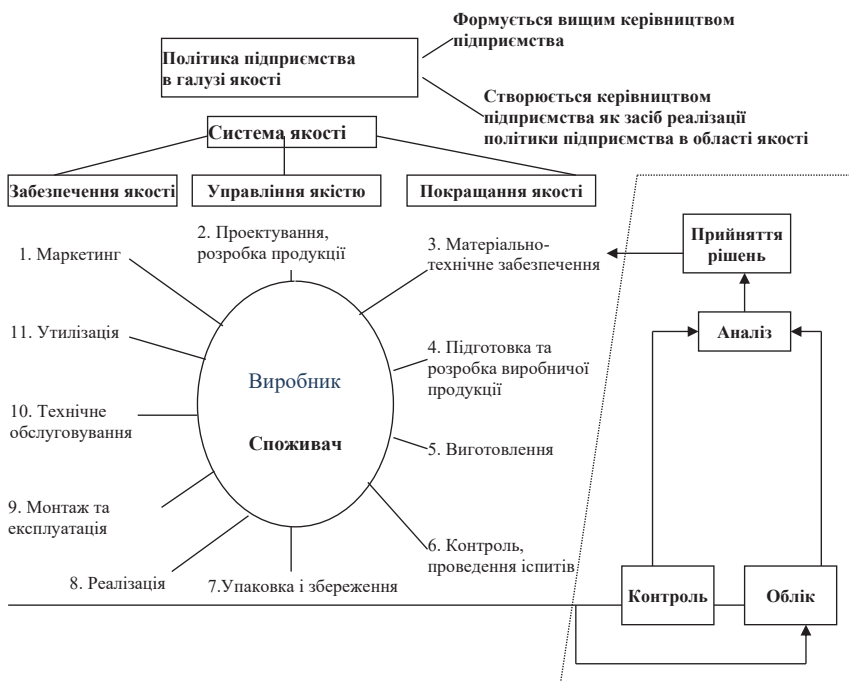 Формується вищим керівництвом
підприємства
Політика підприємства
в галузі якості
Створюється керівництвом
підприємства як засіб реалізації
політики підприємства в області якості
Система якості
Забезпечення якості
Управління якістю
Покращання якості
1. Маркетинг
2. Проектування,
розробка продукції
3. Матеріально-
технічне забезпечення
4. Підготовка та
розробка виробничої
продукції
5. Виготовлення
6. Контроль,
проведення іспитів
7.Упаковка і збереження
8. Реалізація
9. Монтаж та
експлуатація
10. Технічне
обслуговування
11. Утилізація
Виробник
Споживач
Прийняття
рішень
Аналіз
Контроль
Облік